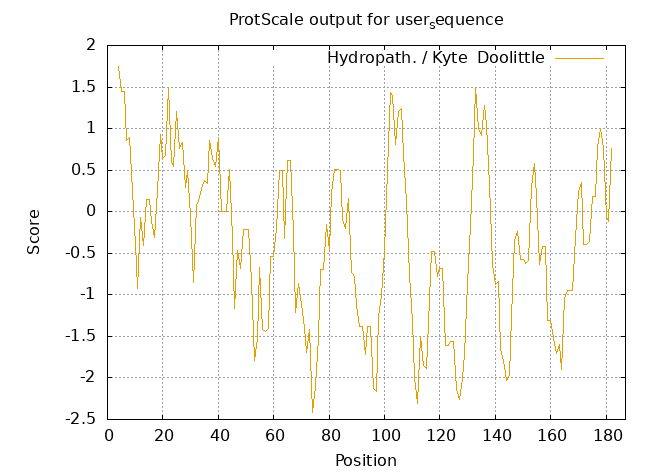 ProtScale output for user_sequence
Hydropath. / Kyte  Doolittle
2
1.5
1
0.5
0
-0.5
-1
-1.5
-2
-2.5
Score
0 20 40 60 80 100 120 140 160 180
Position